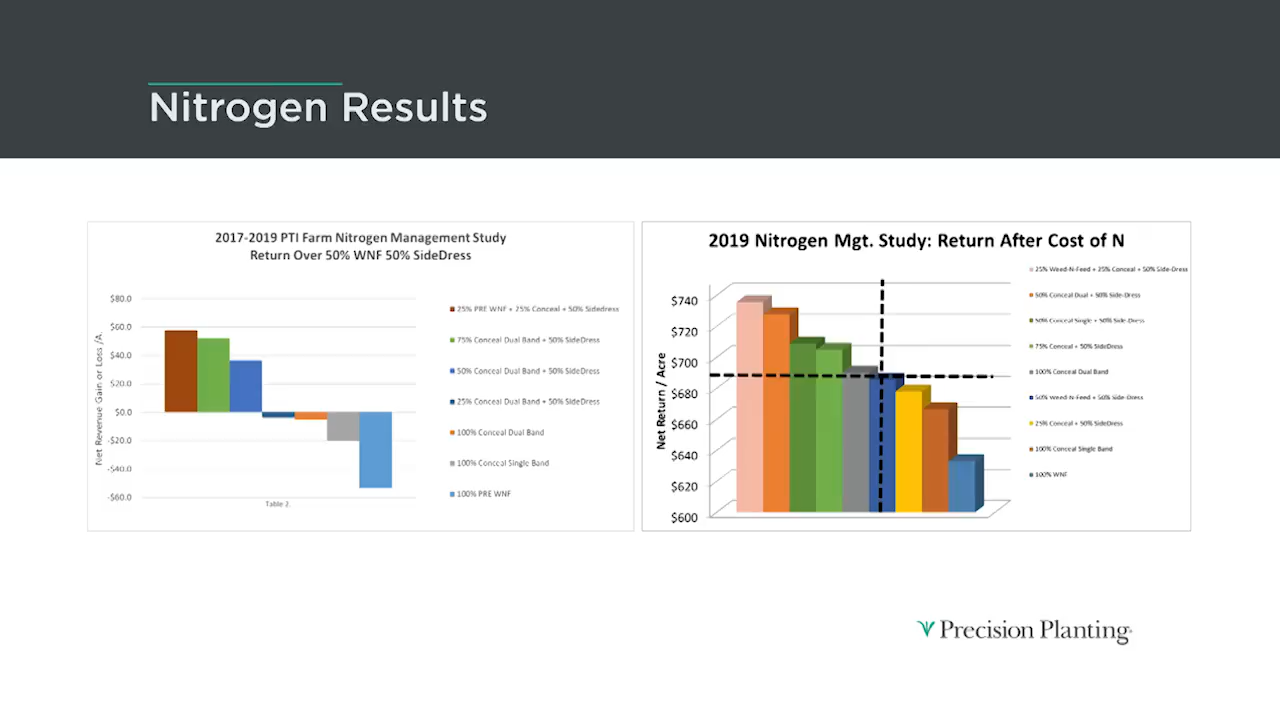 Nitrogen Results
2017-2019 PTI Farm Nitrogen Management Study
Return Over 50% WNF 50% SideDress
Net Revenue Gain or Loss /A.
$80.0
$60.0
$40.0
$20.0
$0.0
-$20.0
-$40.0
-$60.0
Table 2.
25% PRE WNF + 25% Conceal + 50% Sidedress
75% Conceal Dual Band + 50% SideDress
50% Conceal Dual Band + 50% SideDress
25% Conceal Dual Band + 50% SideDress
100% Conceal Dual Band
100% Conceal Single Band
100% PRE WNF
2019 Nitrogen Mgt. Study: Return After Cost of N
Net Return / Acre
$740
$720
$700
$680
$660
$640
$620
$600
25% Weed-N-Feed + 25% Conceal + 50% Side-Dress
50% Conceal Dual + 50% Side-Dress
50% Conceal Single + 50% Side-Dress
75% Conceal + 50% SideDress
100% Conceal Dual Band
50% Weed-N-Feed + 50% Side-Dress
25% Conceal + 50% SideDress
100% Conceal Single Band
100% WNF
Precision Planting